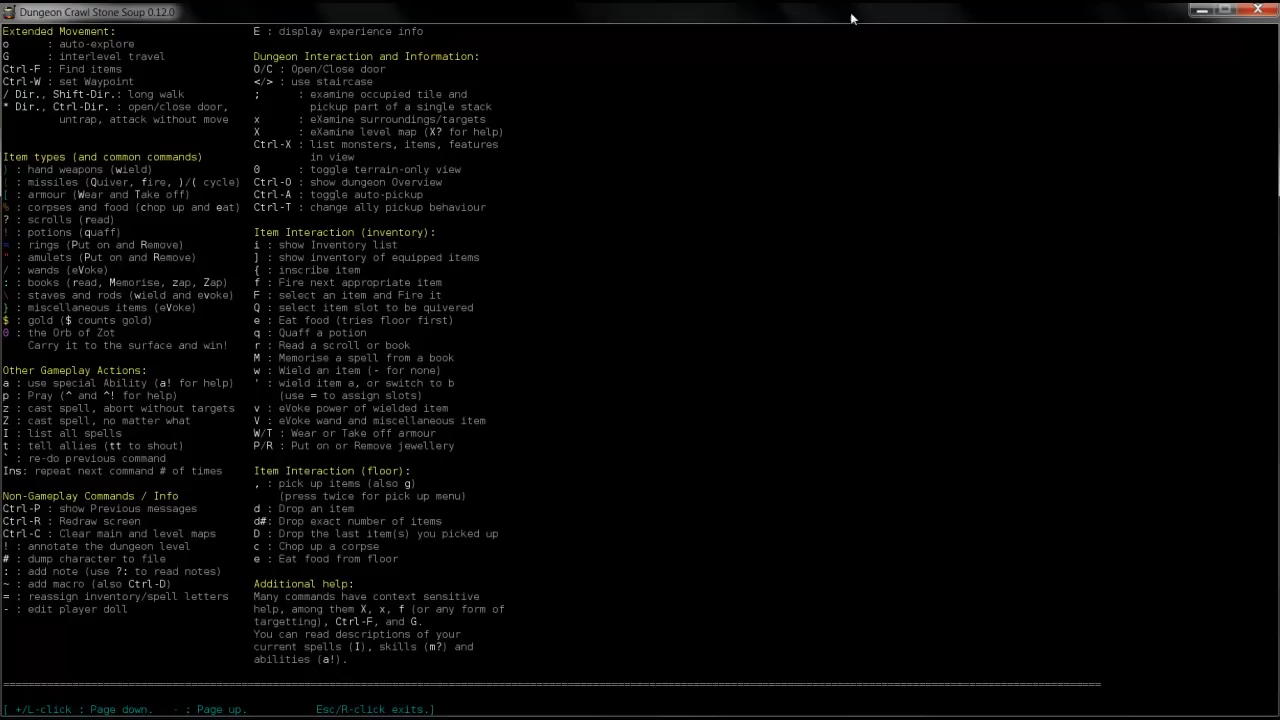 Dungeon Crawl Stone Soup 0.12.0
Extended Movement:
o : auto-explore
G : interlevel travel
Ctrl-F : Find items
Ctrl-W : set Waypoint
/ Dir., Shift-Dir.: long walk
* Dir., Ctrl-Dir. : open/close door,
untrap, attack without move
Item types (and common commands)
) : hand weapons (wield)
( : missiles (Quiver, fire, )/( cycle)
[ : armour (Wear and Take off)
% : corpses and food (chop up and eat)
? : scrolls (read)
! : potions (quaff)
= : rings (Put on and Remove)
" : amulets (Put on and Remove)
/ : wands (eVoke)
: : books (read, Memorise, zap, Zap)
\ : staves and rods (wield and evoke)
} : miscellaneous items (eVoke)
$ : gold ($ counts gold)
0 : the Orb of Zot
Carry it to the surface and win!
Other Gameplay Actions:
a : use special Ability (a! for help)
p : Pray (^ and ^! for help)
z : cast spell, abort without targets
Z : cast spell, no matter what
I : list all spells
t : tell allies (tt to shout)
` : re-do previous command
Ins: repeat next command # of times
Non-Gameplay Commands / Info
Ctrl-P : show Previous messages
Ctrl-R : Redraw screen
Ctrl-C : Clear main and level maps
! : annotate the dungeon level
# : dump character to file
: : add note (use ?: to read notes)
~ : add macro (also Ctrl-D)
= : reassign inventory/spell letters
- : edit player doll
E : display experience info
Dungeon Interaction and Information:
O/C : Open/Close door
</> : use staircase
; : examine occupied tile and
pickup part of a single stack
x : eXamine surroundings/targets
X : eXamine level map (X? for help)
Ctrl-X : list monsters, items, features
in view
0 : toggle terrain-only view
Ctrl-O : show dungeon Overview
Ctrl-A : toggle auto-pickup
Ctrl-T : change ally pickup behaviour
Item Interaction (inventory):
i : show Inventory list
] : show inventory of equipped items
{ : inscribe item
f : Fire next appropriate item
F : select an item and Fire it
Q : select item slot to be quivered
e : Eat food (tries floor first)
q : Quaff a potion
r : Read a scroll or book
M : Memorise a spell from a book
w : Wield an item (- for none)
' : wield item a, or switch to b
(use = to assign slots)
v : eVoke power of wielded item
V : eVoke wand and miscellaneous item
W/T : Wear or Take off armour
P/R : Put on or Remove jewellery
Item Interaction (floor):
, : pick up items (also g)
(press twice for pick up menu)
d : Drop an item
d#: Drop exact number of items
D : Drop the last item(s) you picked up
c : Chop up a corpse
e : Eat food from floor
Additional help:
Many commands have context sensitive
help, among them X, x, f (or any form of
targetting), Ctrl-F, and G.
You can read descriptions of your
current spells (I), skills (m?) and
abilities (a!).
[ +/L-click : Page down. - : Page up. Esc/R-click exits.]